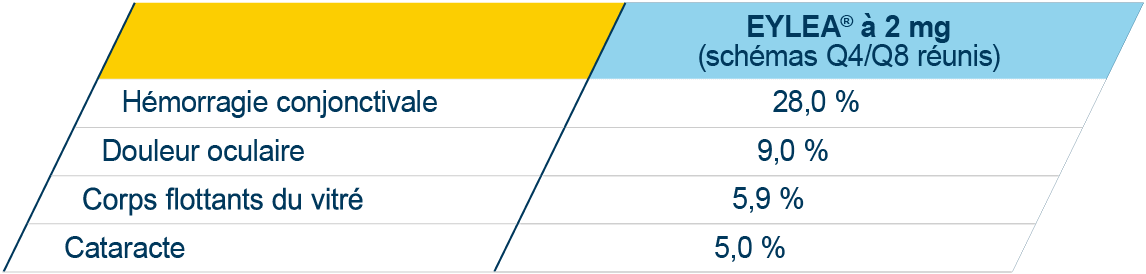 EYLEA® à 2 mg
(schémas Q4/Q8 réunis)
Hémorragie conjonctivale 28,0 %
Douleur oculaire 9,0 %
Corps flottants du vitré 5,9 %
Cataracte 5,0 %